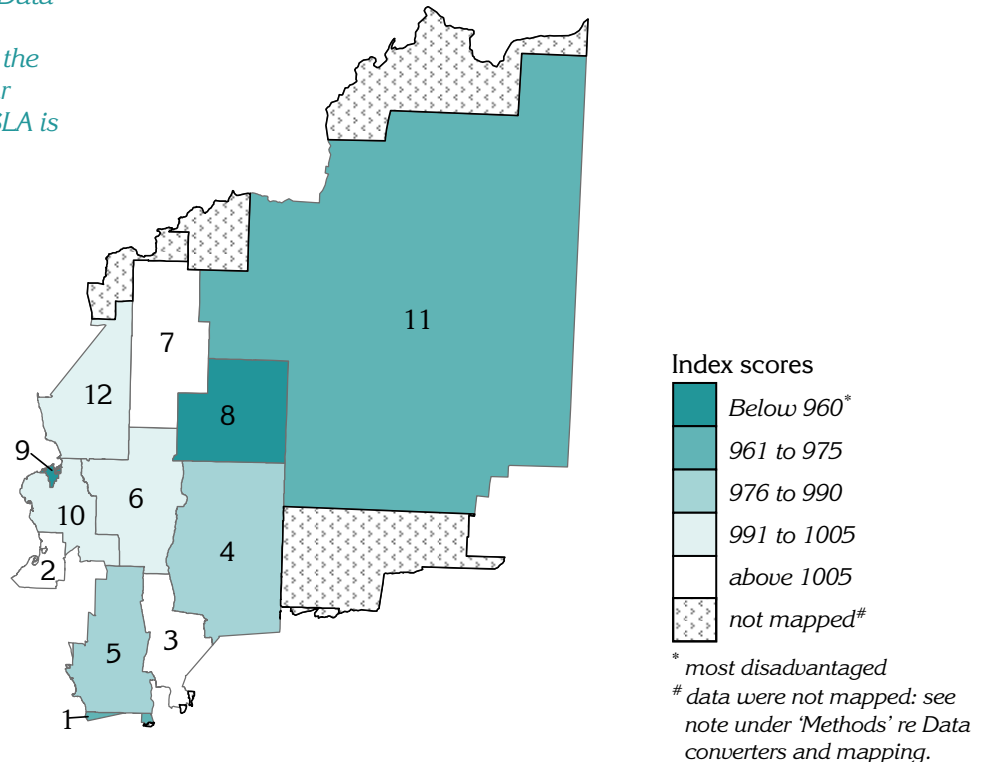 Data
the
r
SLA is
11
7
12
8
9
6
10
4
2
3
5
1
Index scores
Below 960*
961 to 975
976 to 990
991 to 1005
above 1005
not mapped#
* most disadvantaged
# data were not mapped: see
note under ‘Methods’ re Data
converters and mapping.